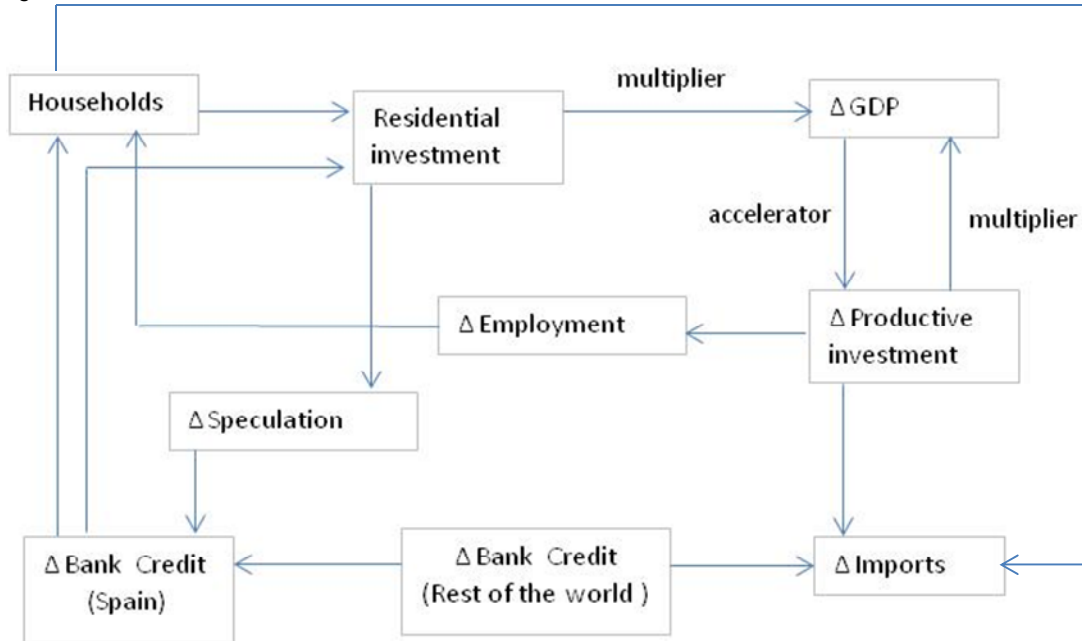 multiplier
Households
Δ GDP
Residential
investment
accelerator
multiplier
Δ Employment
Δ Productive
investment
Δ Speculation
Δ Bank Credit
(Spain)
Δ Bank Credit
(Rest of the world )
Δ Imports